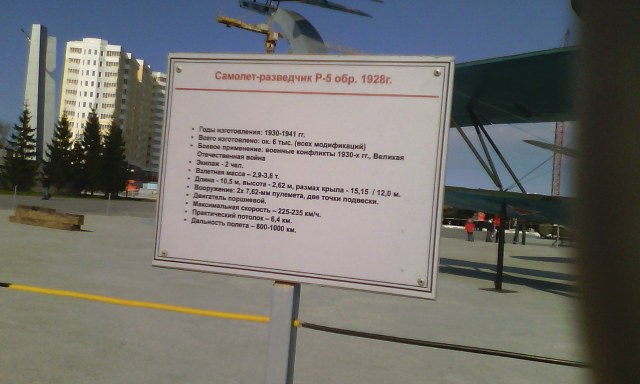 Самолет-разведчик Р-5 обр. 1928г.
• Годы изготовления: 1930-1941 гг.
• Всего изготовлено: ок. 6 тыс. (всех модификаций)
• Боевое применение: военные конфликты 1930-х гг., Великая
Отечественная война
• Экипаж - 2 чел.
• Взлетная масса – 2,9-3,8 т.
• Длина - 10,5 м, высота - 2,62 м, размах крыла - 15,15 / 12,0 м.
• Вооружение: 2х 7,62-мм пулемета, две точки подвески.
• Двигатель поршневой.
• Максимальная скорость – 225-235 км/ч.
• Практический потолок – 6,4 км.
• Дальность полета – 800-1000 км.